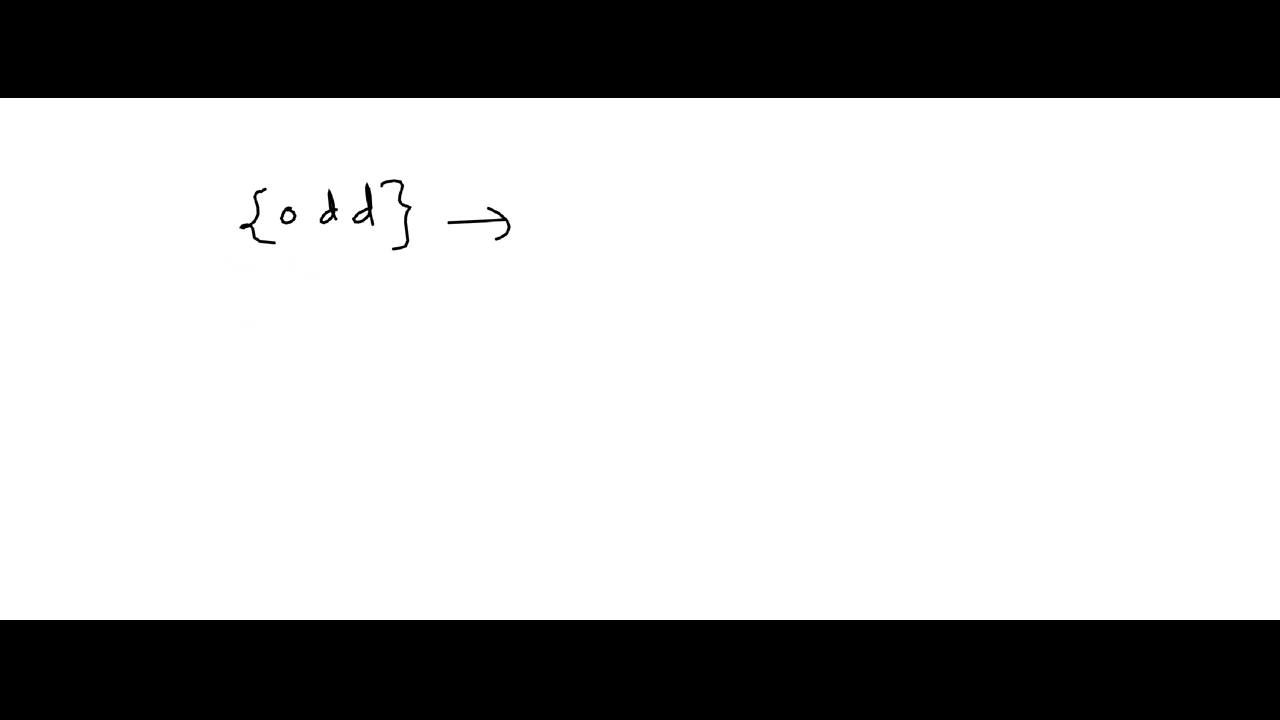 {odd} →